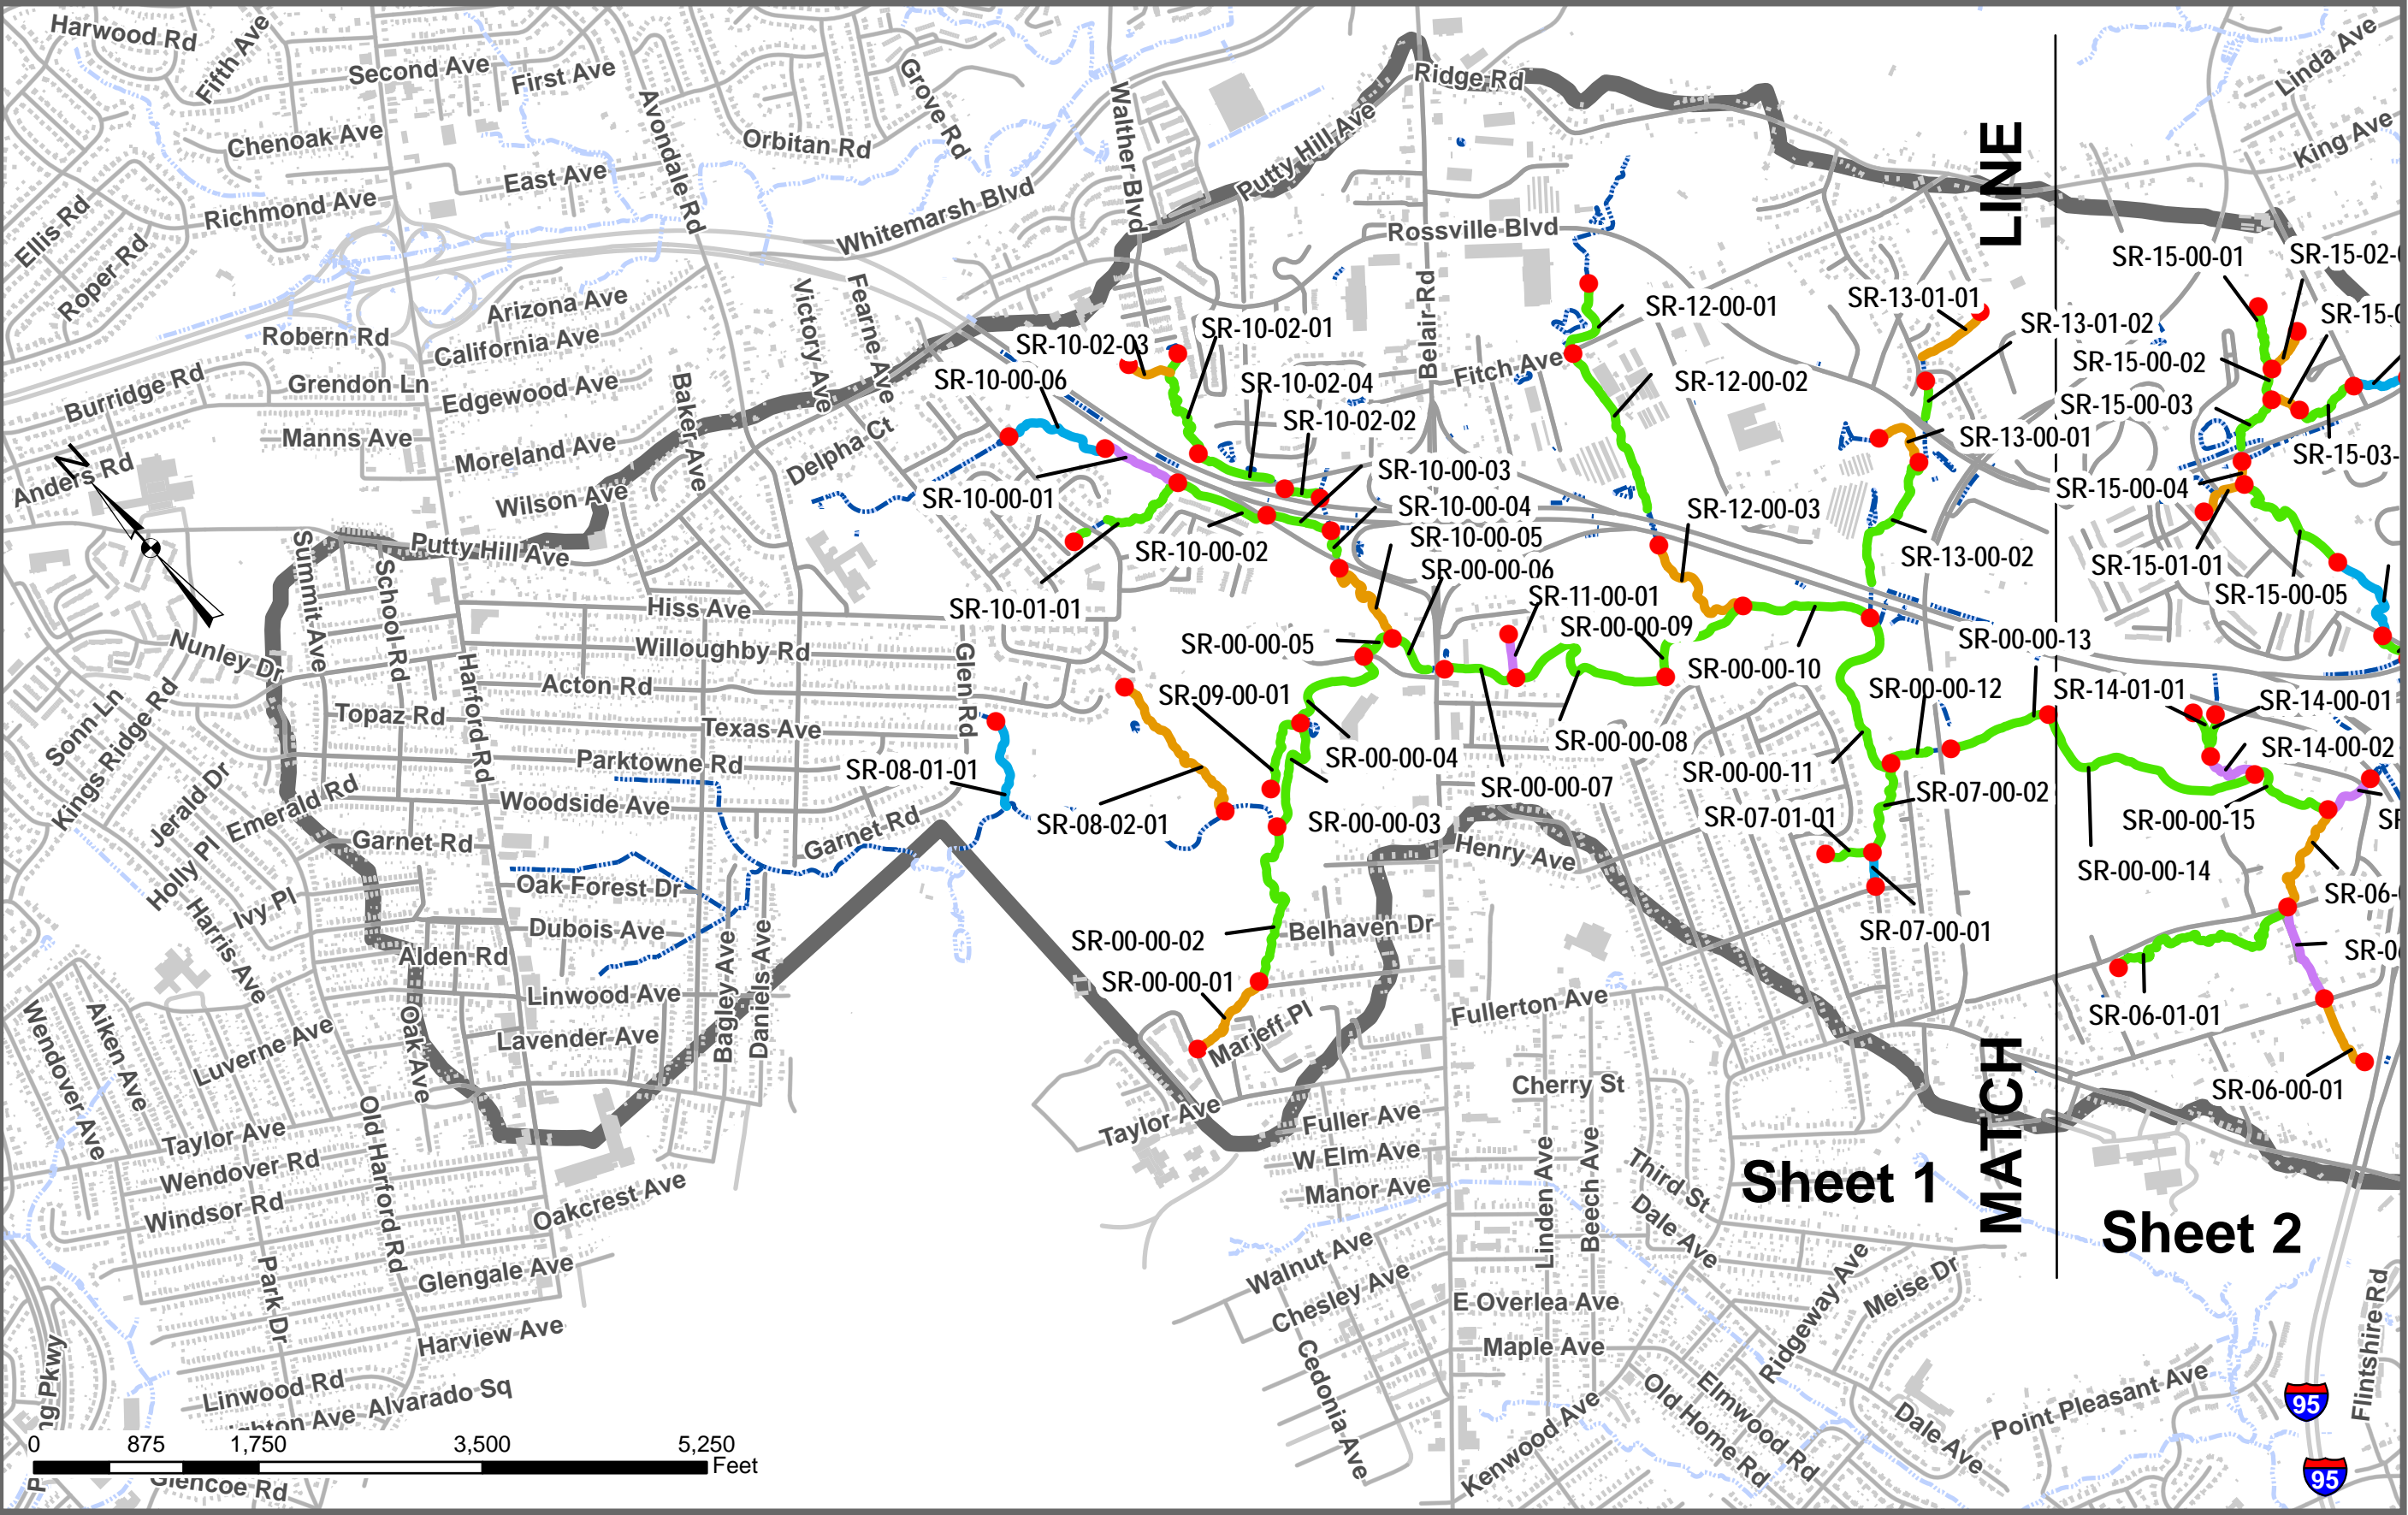 Harwood Rd
Fifth Ave
Second Ave
First Ave
Avondale Rd
Orbitan Rd
Grove Rd
Walther Blvd
Putty Hill Ave
Ridge Rd
LINE
Linda Ave
King Ave
Chenoak Ave
East Ave
Richmond Ave
Whitemarsh Blvd
Rossville Blvd
Ellis Rd
Roper Rd
SR-15-00-01
SR-15-02-
Robern Rd
Arizona Ave
California Ave
Victory Ave
Fearne Ave
Belair Rd
SR-12-00-01
SR-13-01-01
SR-13-01-02
SR-15-0
SR-10-02-03
SR-10-02-01
SR-15-00-02
Burridge Rd
Grendon Ln
Edgewood Ave
Baker Ave
SR-10-00-06
SR-10-02-04
Fitch Ave
SR-12-00-02
SR-15-00-03
Manns Ave
Moreland Ave
Delpha Ct
SR-10-02-02
SR-13-00-01
SR-15-03-
N
Anders Rd
Wilson Ave
SR-10-00-01
SR-10-00-03
SR-10-00-04
SR-15-00-04
SR-12-00-03
Putty Hill Ave
SR-10-00-02
SR-10-00-05
SR-00-00-06
SR-13-00-02
SR-15-01-01
SR-15-00-05
Summit Ave
School Rd
Hiss Ave
SR-10-01-01
SR-11-00-01
SR-00-00-09
SR-00-00-13
Nunley Dr
Willoughby Rd
Glen Rd
SR-00-00-05
SR-00-00-10
Sonn Ln
Kings Ridge Rd
Harford Rd
Acton Rd
SR-09-00-01
SR-00-00-12
SR-14-01-01
SR-14-00-01
Topaz Rd
Texas Ave
SR-00-00-08
SR-14-00-02
Parktowne Rd
SR-08-01-01
SR-00-00-04
SR-00-00-11
SR-00-00-07
Jerald Dr
Emerald Rd
Woodside Ave
SR-07-00-02
Garnet Rd
Garnet Rd
SR-08-02-01
SR-00-00-03
SR-07-01-01
SR-00-00-15
Holly Pl
Henry Ave
SR-00-00-14
Oak Forest Dr
Ivy Pl
SR-06-
Harris Ave
Dubois Ave
Bagley Ave
Daniels Ave
SR-00-00-02
Belhaven Dr
SR-07-00-01
SR-0
Alden Rd
SR-00-00-01
Linwood Ave
Fullerton Ave
SR-06-01-01
Wendover Ave
Aiken Ave
Luverne Ave
Oak Ave
Lavender Ave
Marjeff Pl
MATCH
Cherry St
SR-06-00-01
Taylor Ave
Old Harford Rd
Taylor Ave
Fuller Ave
Wendover Rd
W Elm Ave
Linden Ave
Beech Ave
Third St
Sheet 1
Manor Ave
Windsor Rd
Oakcrest Ave
Dale Ave
Sheet 2
Park Dr
Glengale Ave
Walnut Ave
Chesley Ave
Ridgeway Ave
Meise Dr
E Overlea Ave
Harview Ave
Cedonia Ave
Maple Ave
Flintshire Rd
ng Pkwy
Linwood Rd
Alvarado Sq
Kenwood Ave
Old Home Rd
Elmwood Rd
Dale Ave
Point Pleasant Ave
95
0 875 1,750 3,500 5,250
Feet
95
Glencoe Rd